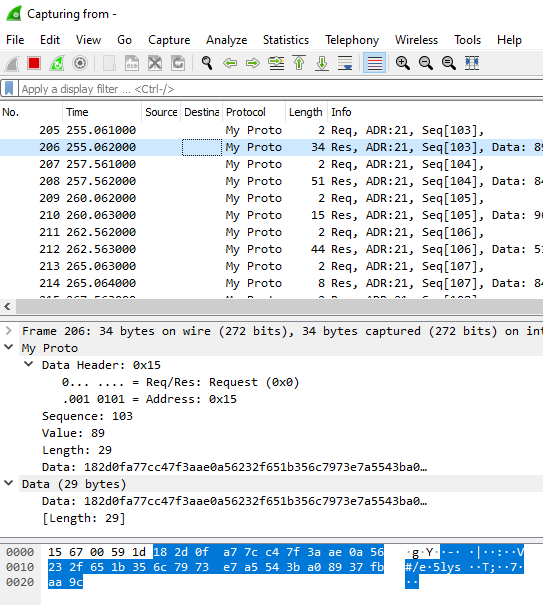 Capturing from -
File Edit View Go Capture Analyze Statistics Telephony Wireless Tools Help
Apply a display filter ... <Ctrl-/>
No. Time Source Destina Protocol Length Info
205 255.061000 My Proto 2 Req, ADR:21, Seq[103],
206 255.062000 My Proto 34 Res, ADR:21, Seq[103], Data: 89
207 257.561000 My Proto 2 Req, ADR:21, Seq[104],
208 257.562000 My Proto 51 Res, ADR:21, Seq[104], Data: 84
209 260.062000 My Proto 2 Req, ADR:21, Seq[105],
210 260.063000 My Proto 15 Res, ADR:21, Seq[105], Data: 96
211 262.562000 My Proto 2 Req, ADR:21, Seq[106],
212 262.563000 My Proto 44 Res, ADR:21, Seq[106], Data: 51
213 265.063000 My Proto 2 Req, ADR:21, Seq[107],
214 265.064000 My Proto 8 Res, ADR:21, Seq[107], Data: 84
Frame 206: 34 bytes on wire (272 bits), 34 bytes captured (272 bits) on int
My Proto
Data Header: 0x15
0... .... = Req/Res: Request (0x0)
.001 0101 = Address: 0x15
Sequence: 103
Value: 89
Length: 29
Data: 182d0fa77cc47f3aae0a56232f651b356c7973e7a5543ba0…
Data (29 bytes)
Data: 182d0fa77cc47f3aae0a56232f651b356c7973e7a5543ba0…
[Length: 29]
0000 15 67 00 59 1d 18 2d 0f a7 7c c4 7f 3a ae 0a 56 ·g·Y··-· ·|··:··V
0010 23 2f 65 1b 35 6c 79 73 e7 a5 54 3b a0 89 37 fb #/e·5lys ··T;··7·
0020 aa 9c ··